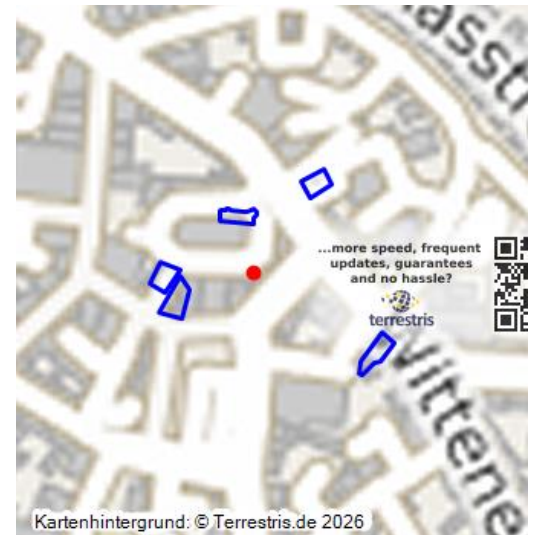 ...more speed, frequent
updates, guarantees
and no hassle?
terrestris
Kartenhintergrund: © Terrestris.de 2026